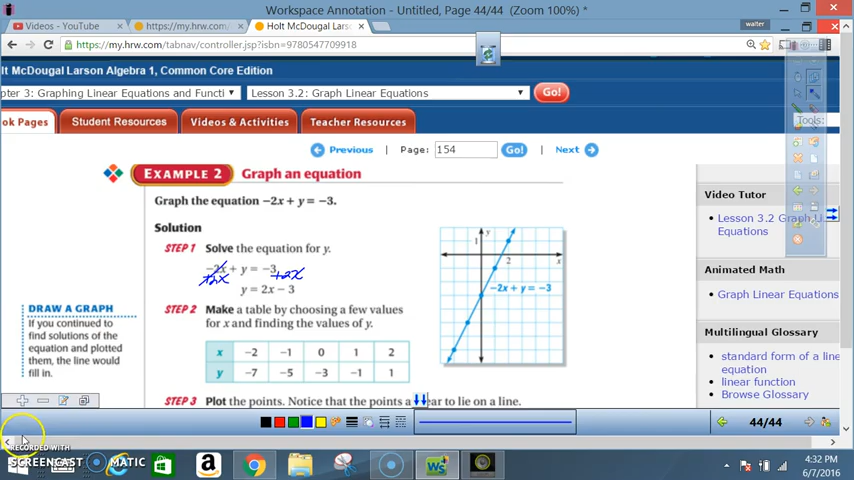 Workspace Annotation - Untitled, Page 44/44 (Zoom 100%) *
Videos - YouTube
https://my.hrw.com/tabnav
Holt McDougal Larson Alg
walter
https://my.hrw.com/tabnav/controller.jsp?isbn=9780547709918
lt McDougal Larson Algebra 1, Common Core Edition
pter 3: Graphing Linear Equations and Functi
Lesson 3.2: Graph Linear Equations
Go!
Tools:
ok Pages
Student Resources
Videos & Activities
Teacher Resources
Previous
Page:
154
Go!
Next
EXAMPLE 2
Graph an equation
Graph the equation −2x + y = −3.
Solution
STEP 1 Solve the equation for y.
−2x + y = −3 +2x
+2x
y = 2x − 3
STEP 2 Make a table by choosing a few values
for x and finding the values of y.
x −2 −1 0 1 2
y −7 −5 −3 −1 1
STEP 3 Plot the points. Notice that the points a ear to lie on a line.
y
1
x
2
−2x + y = −3
DRAW A GRAPH
If you continued to
find solutions of the
equation and plotted
them, the line would
fill in.
Video Tutor
Lesson 3.2: Graph Linear
Equations
Animated Math
Graph Linear Equations
Multilingual Glossary
standard form of a line
equation
linear function
Browse Glossary
44/44
RECORDED WITH
SCREENCAST MATIC
4:32 PM
6/7/2016